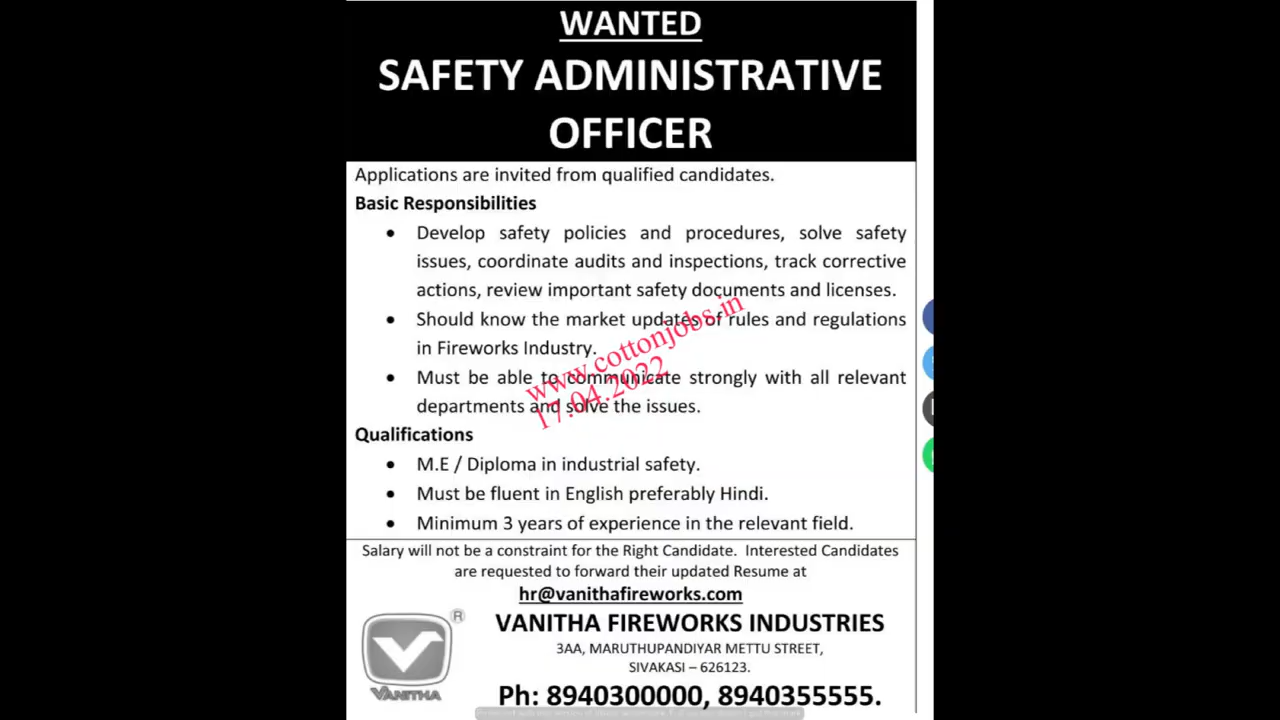 WANTED
SAFETY ADMINISTRATIVE
OFFICER
Applications are invited from qualified candidates.
Basic Responsibilities
• Develop safety policies and procedures, solve safety
issues, coordinate audits and inspections, track corrective
actions, review important safety documents and licenses.
• Should know the market updates of rules and regulations
in Fireworks Industry.
• Must be able to communicate strongly with all relevant
departments and solve the issues.
www.cottonjobs.in
17.04.2022
Qualifications
• M.E / Diploma in industrial safety.
• Must be fluent in English preferably Hindi.
• Minimum 3 years of experience in the relevant field.
Salary will not be a constraint for the Right Candidate. Interested Candidates
are requested to forward their updated Resume at
hr@vanithafireworks.com
VANITHA FIREWORKS INDUSTRIES
3AA, MARUTHUPANDIYAR METTU STREET,
SIVAKASI – 626123.
Ph: 8940300000, 8940355555.
V
®
VANITHA